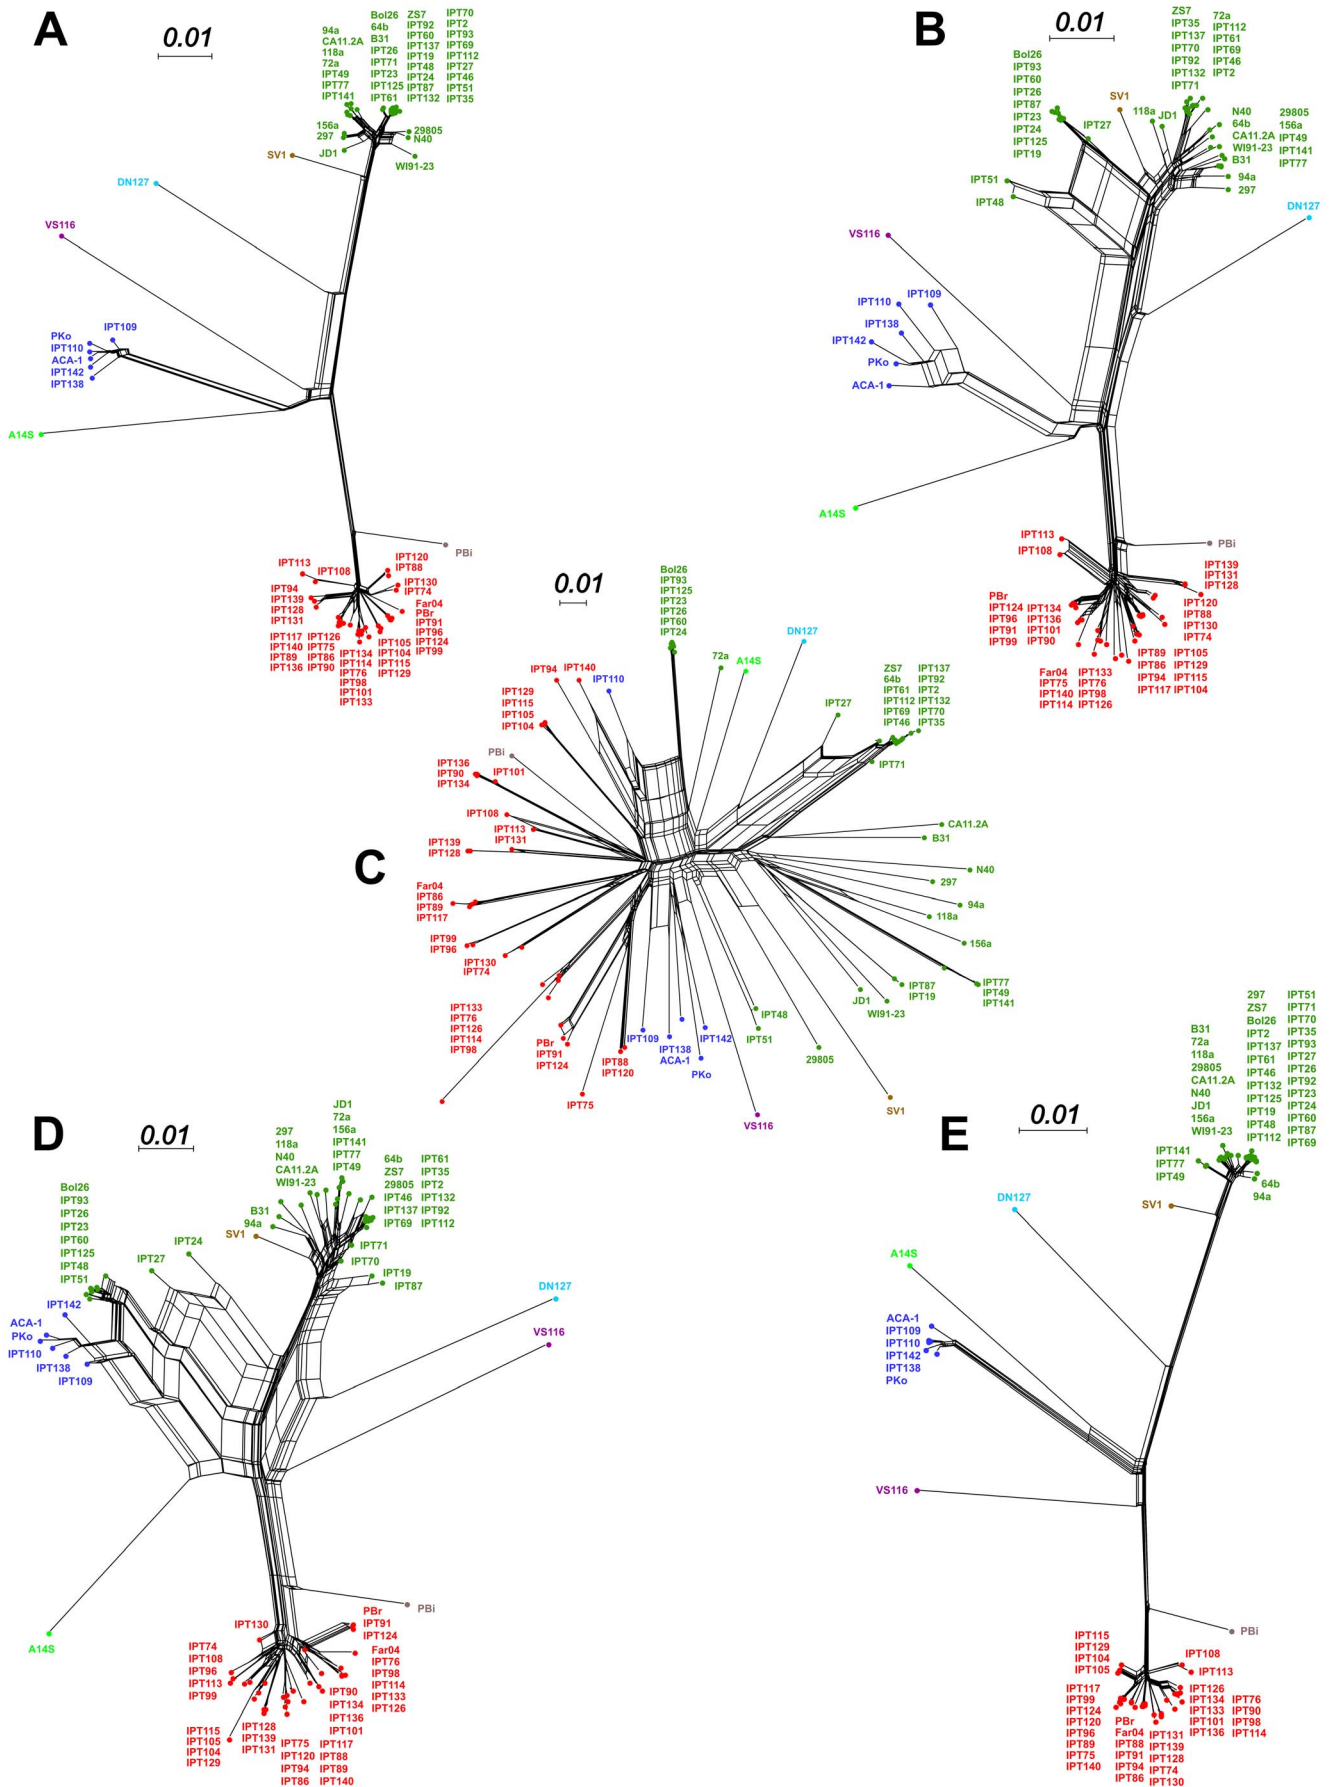 A
0.01
94a
CA11.2A
118a
72a
IPT49
IPT77
IPT141
Bol26
64b
B31
IPT26
IPT71
IPT23
IPT125
IPT61
ZS7
IPT92
IPT60
IPT137
IPT19
IPT48
IPT24
IPT87
IPT132
IPT70
IPT2
IPT93
IPT69
IPT112
IPT27
IPT46
IPT51
IPT35
156a
297
JD1
29805
N40
WI91-23
SV1
DN127
VS116
PKo
IPT110
ACA-1
IPT142
IPT138
IPT109
A14S
PBi
IPT113
IPT108
IPT120
IPT88
IPT130
IPT74
IPT94
IPT139
IPT128
IPT131
Far04
PBr
IPT91
IPT96
IPT124
IPT99
IPT117
IPT140
IPT89
IPT136
IPT126
IPT75
IPT86
IPT90
IPT134
IPT114
IPT76
IPT98
IPT101
IPT133
IPT105
IPT104
IPT115
IPT129
B
0.01
Bol26
IPT93
IPT60
IPT26
IPT87
IPT23
IPT24
IPT125
IPT19
IPT27
SV1
118a
JD1
ZS7
IPT35
IPT137
IPT70
IPT92
IPT132
IPT71
72a
IPT112
IPT61
IPT69
IPT46
IPT2
N40
64b
CA11.2A
WI91-23
B31
94a
297
29805
156a
IPT49
IPT141
IPT77
IPT51
IPT48
DN127
VS116
IPT110
IPT109
IPT138
IPT142
PKo
ACA-1
A14S
PBi
IPT113
IPT108
IPT139
IPT131
IPT128
PBr
IPT124
IPT96
IPT91
IPT99
IPT134
IPT136
IPT101
IPT90
IPT120
IPT88
IPT130
IPT74
Far04
IPT75
IPT140
IPT114
IPT133
IPT76
IPT98
IPT126
IPT89
IPT86
IPT94
IPT117
IPT105
IPT129
IPT115
IPT104
C
0.01
Bol26
IPT93
IPT125
IPT23
IPT26
IPT60
IPT24
72a
A14S
DN127
IPT94
IPT140
IPT110
IPT129
IPT115
IPT105
IPT104
PBi
IPT136
IPT90
IPT134
IPT101
IPT108
IPT113
IPT131
IPT139
IPT128
Far04
IPT86
IPT89
IPT117
IPT99
IPT96
IPT130
IPT74
IPT133
IPT76
IPT126
IPT114
IPT98
PBr
IPT91
IPT124
IPT75
IPT88
IPT120
IPT109
IPT138
ACA-1
PKo
IPT142
VS116
IPT48
IPT51
29805
SV1
JD1
WI91-23
IPT87
IPT19
IPT77
IPT49
IPT141
156a
118a
94a
297
N40
B31
CA11.2A
IPT71
IPT27
ZS7
64b
IPT61
IPT112
IPT69
IPT46
IPT137
IPT92
IPT2
IPT132
IPT70
IPT35
D
0.01
Bol26
IPT93
IPT26
IPT23
IPT60
IPT125
IPT48
IPT51
IPT27
IPT24
SV1
94a
B31
297
118a
N40
CA11.2A
WI91-23
JD1
72a
156a
IPT141
IPT77
IPT49
64b
ZS7
29805
IPT46
IPT137
IPT69
IPT61
IPT35
IPT2
IPT132
IPT92
IPT112
IPT71
IPT70
IPT19
IPT87
IPT142
ACA-1
PKo
IPT110
IPT138
IPT109
DN127
VS116
A14S
PBi
IPT130
IPT74
IPT108
IPT96
IPT113
IPT99
PBr
IPT91
IPT124
Far04
IPT76
IPT98
IPT114
IPT133
IPT126
IPT90
IPT134
IPT136
IPT101
IPT115
IPT105
IPT104
IPT129
IPT128
IPT139
IPT131
IPT75
IPT120
IPT94
IPT86
IPT117
IPT88
IPT89
IPT140
E
0.01
B31
72a
118a
29805
CA11.2A
N40
JD1
156a
WI91-23
297
ZS7
Bol26
IPT2
IPT137
IPT61
IPT46
IPT132
IPT125
IPT19
IPT48
IPT112
IPT51
IPT71
IPT70
IPT35
IPT93
IPT27
IPT26
IPT92
IPT23
IPT24
IPT60
IPT87
IPT69
IPT141
IPT77
IPT49
64b
94a
SV1
DN127
A14S
ACA-1
IPT109
IPT110
IPT142
IPT138
PKo
VS116
PBi
IPT115
IPT129
IPT104
IPT105
IPT108
IPT113
IPT117
IPT99
IPT124
IPT120
IPT96
IPT89
IPT75
IPT140
PBr
Far04
IPT88
IPT91
IPT94
IPT86
IPT131
IPT139
IPT128
IPT74
IPT130
IPT126
IPT134
IPT133
IPT101
IPT136
IPT76
IPT90
IPT98
IPT114